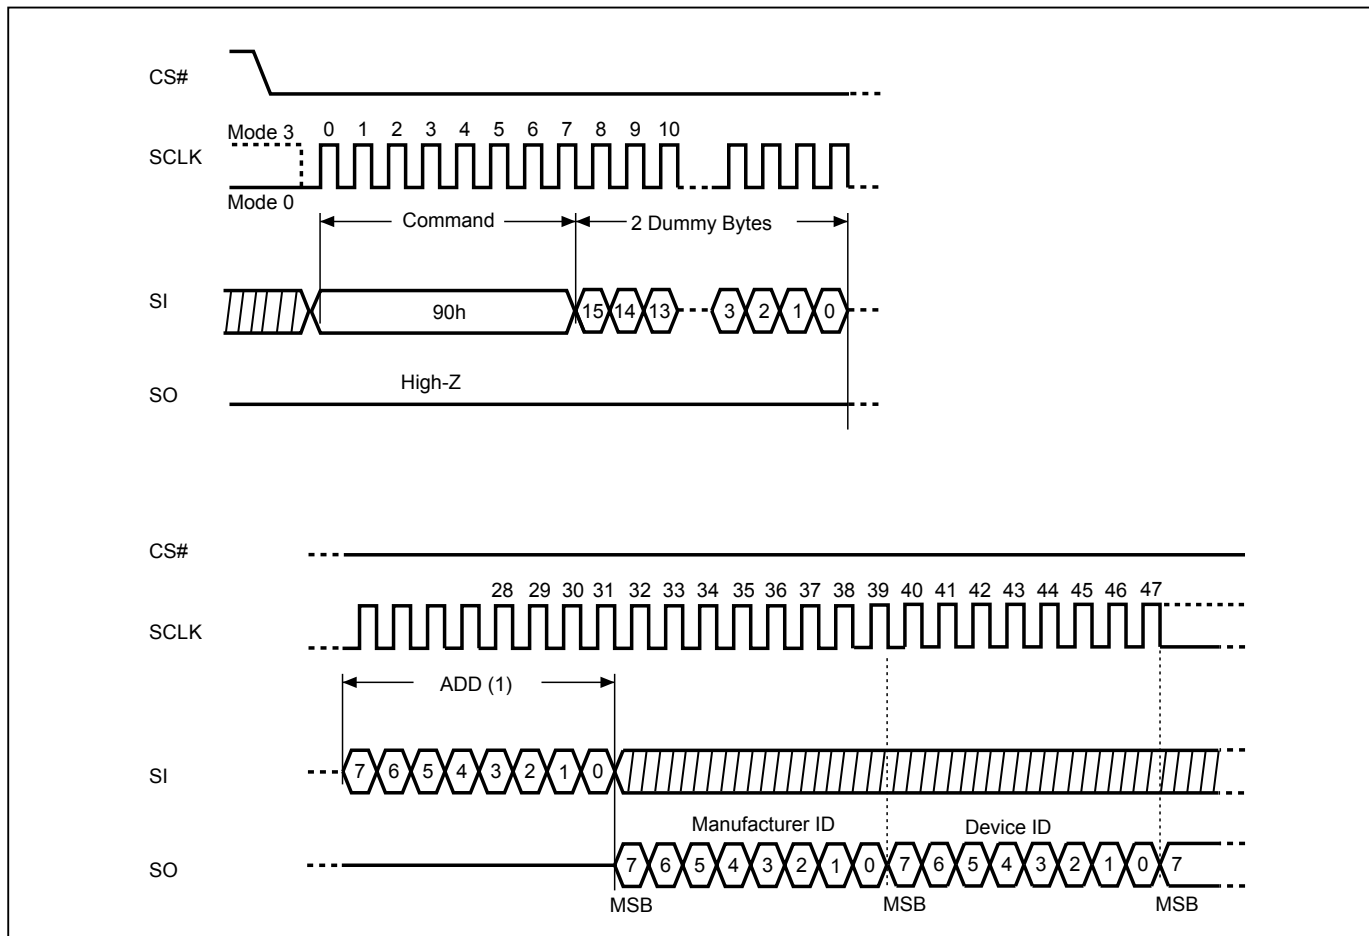 CS#
Mode 3 0 1 2 3 4 5 6 7 8 9 10
SCLK
Mode 0
Command 2 Dummy Bytes
SI 90h 15 14 13 3 2 1 0
High-Z
SO
CS#
28 29 30 31 32 33 34 35 36 37 38 39 40 41 42 43 44 45 46 47
SCLK
ADD (1)
SI 7 6 5 4 3 2 1 0
Manufacturer ID Device ID
SO 7 6 5 4 3 2 1 0 7 6 5 4 3 2 1 0 7
MSB MSB MSB